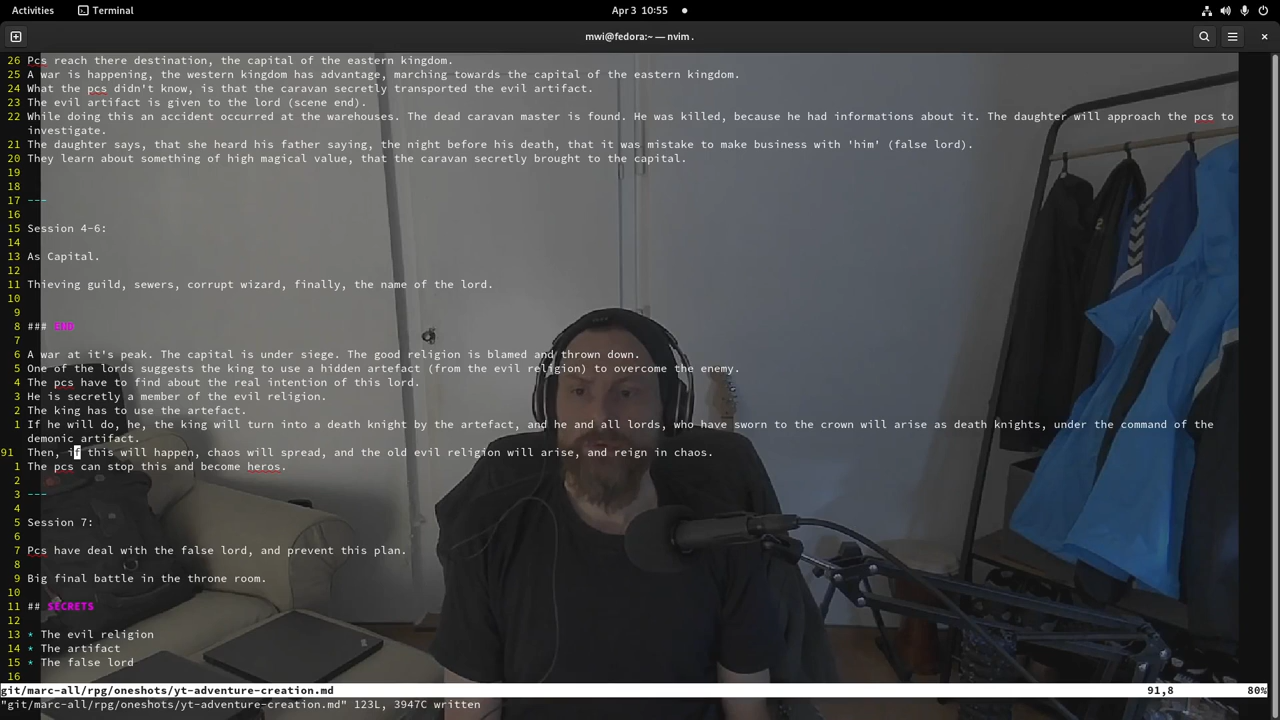 Activities Terminal Apr 3 10:55
mwi@fedora:~ — nvim .
26 Pcs reach there destination, the capital of the eastern kingdom.
25 A war is happening, the western kingdom has advantage, marching towards the capital of the eastern kingdom.
24 What the pcs didn't know, is that the caravan secretly transported the evil artifact.
23 The evil artifact is given to the lord (scene end).
22 While doing this an accident occurred at the warehouses. The dead caravan master is found. He was killed, because he had informations about it. The daughter will approach the pcs to
investigate.
21 The daughter says, that she heard his father saying, the night before his death, that it was mistake to make business with 'him' (false lord).
20 They learn about something of high magical value, that the caravan secretly brought to the capital.
19
18
17 ---
16
15 Session 4-6:
14
13 As Capital.
12
11 Thieving guild, sewers, corrupt wizard, finally, the name of the lord.
10
9
8 ### END
7
6 A war at it's peak. The capital is under siege. The good religion is blamed and thrown down.
5 One of the lords suggests the king to use a hidden artefact (from the evil religion) to overcome the enemy.
4 The pcs have to find about the real intention of this lord.
3 He is secretly a member of the evil religion.
2 The king has to use the artefact.
1 If he will do, he, the king will turn into a death knight by the artefact, and he and all lords, who have sworn to the crown will arise as death knights, under the command of the
demonic artifact.
91 Then, if this will happen, chaos will spread, and the old evil religion will arise, and reign in chaos.
1 The pcs can stop this and become heros.
2
3 ---
4
5 Session 7:
6
7 Pcs have deal with the false lord, and prevent this plan.
8
9 Big final battle in the throne room.
10
11 ## SECRETS
12
13 * The evil religion
14 * The artifact
15 * The false lord
16
git/marc-all/rpg/oneshots/yt-adventure-creation.md 91,8 80%
"git/marc-all/rpg/oneshots/yt-adventure-creation.md" 123L, 3947C written